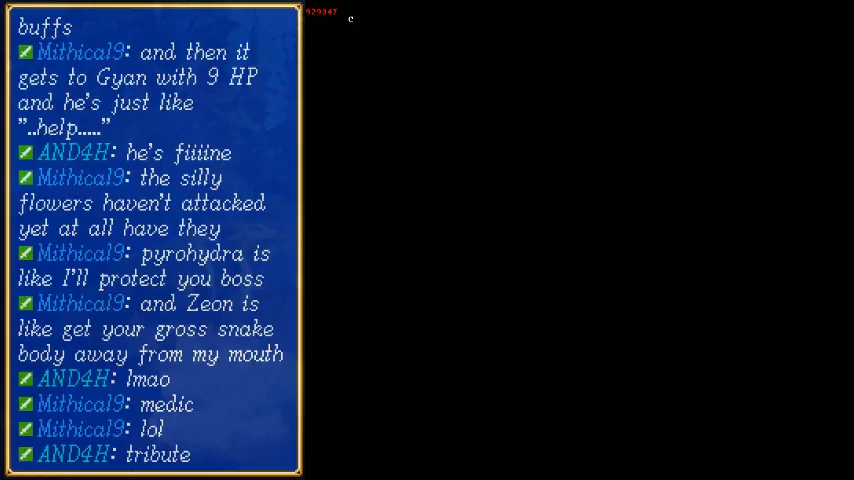 buffs
Mithical9: and then it
gets to Gyan with 9 HP
and he's just like
"..help....."
AND4H: he's fiiiine
Mithical9: the silly
flowers haven't attacked
yet at all have they
Mithical9: pyrohydra is
like I'll protect you boss
Mithical9: and Zeon is
like get your gross snake
body away from my mouth
AND4H: lmao
Mithical9: medic
Mithical9: lol
AND4H: tribute
929347
c